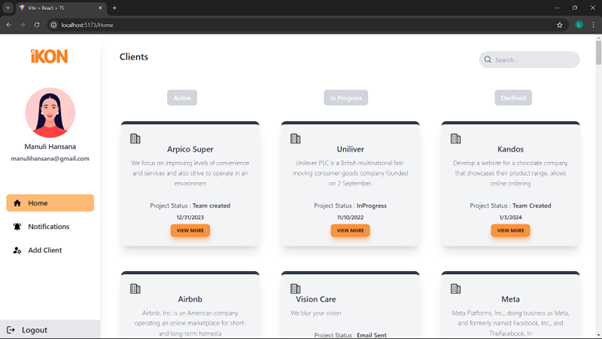 Vite + React + TS
localhost:5173/Home
iKON
Clients
Search...
Manuli Hansana
manulihansana@gmail.com
Home
Notifications
Add Client
Logout
Active
In Progress
Declined
Arpico Super
We focus on improving levels of convenience
and services and also strive to operate in an
environmen
Project Status : Team created
12/31/2023
VIEW MORE
Uniliver
Unilever PLC is a British multinational fast-
moving consumer goods company founded
on 2 September
Project Status : InProgress
11/10/2022
VIEW MORE
Kandos
Develop a website for a chocolate company
that showcases their product range, allows
online ordering
Project Status : Team Created
1/3/2024
VIEW MORE
Airbnb
Airbnb, Inc. is an American company
operating an online marketplace for short-
and long-term homesta
Vision Care
We blur your vision
Project Status : Email Sent
Meta
Meta Platforms, Inc., doing business as Meta,
and formerly named Facebook, Inc., and
TheFacebook, In